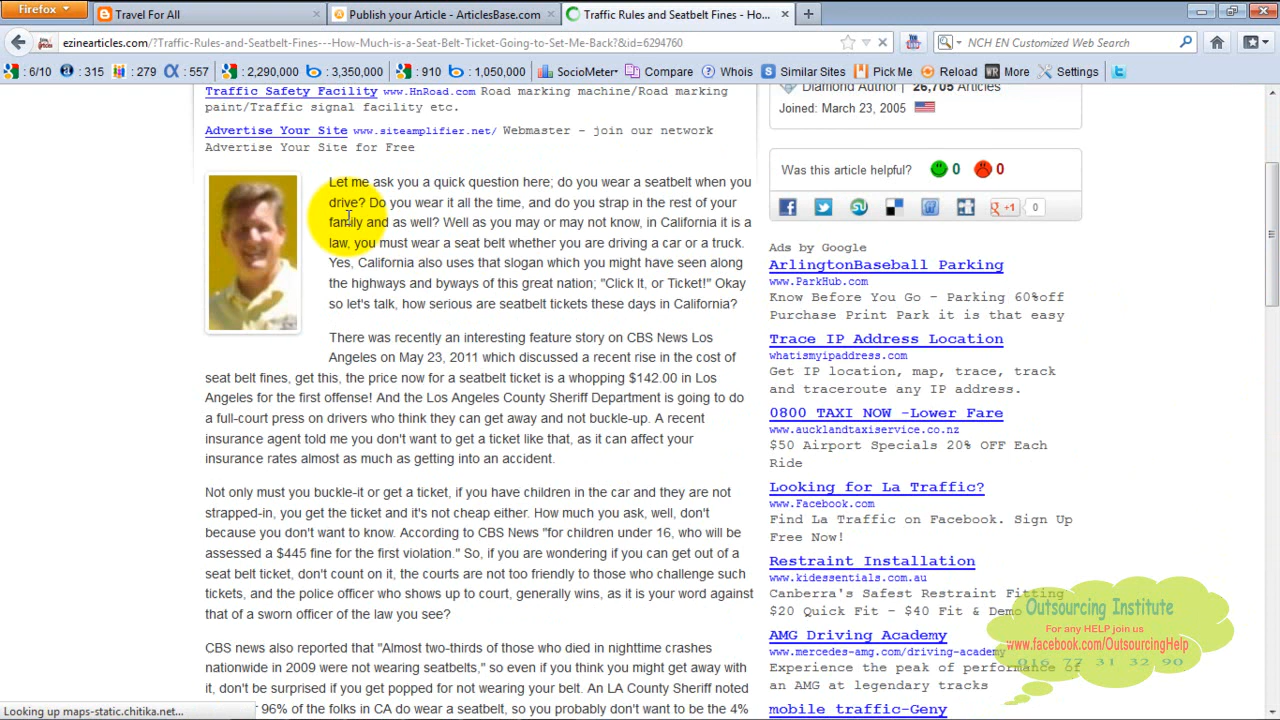 Firefox
Travel For All
Publish your Article - ArticlesBase.com
Traffic Rules and Seatbelt Fines - Ho...
ezinearticles.com/?Traffic-Rules-and-Seatbelt-Fines---How-Much-is-a-Seat-Belt-Ticket-Going-to-Set-Me-Back?&id=6294760
NCH EN Customized Web Search
: 6/10 : 315 : 279 : 557 : 2,290,000 : 3,350,000 : 910 : 1,050,000 SocioMeter Compare Whois Similar Sites Pick Me Reload More Settings
Traffic Safety Facility www.HnRoad.com Road marking machine/Road marking
paint/Traffic signal facility etc.
Advertise Your Site www.siteamplifier.net/ Webmaster - join our network
Advertise Your Site for Free
Let me ask you a quick question here; do you wear a seatbelt when you
drive? Do you wear it all the time, and do you strap in the rest of your
family and as well? Well as you may or may not know, in California it is a
law, you must wear a seat belt whether you are driving a car or a truck.
Yes, California also uses that slogan which you might have seen along
the highways and byways of this great nation; "Click It, or Ticket!" Okay
so let's talk, how serious are seatbelt tickets these days in California?
There was recently an interesting feature story on CBS News Los
Angeles on May 23, 2011 which discussed a recent rise in the cost of
seat belt fines, get this, the price now for a seatbelt ticket is a whopping $142.00 in Los
Angeles for the first offense! And the Los Angeles County Sheriff Department is going to do
a full-court press on drivers who think they can get away and not buckle-up. A recent
insurance agent told me you don't want to get a ticket like that, as it can affect your
insurance rates almost as much as getting into an accident.
Not only must you buckle-it or get a ticket, if you have children in the car and they are not
strapped-in, you get the ticket and it's not cheap either. How much you ask, well, don't
because you don't want to know. According to CBS News "for children under 16, who will be
assessed a $445 fine for the first violation." So, if you are wondering if you can get out of a
seat belt ticket, don't count on it, the courts are not too friendly to those who challenge such
tickets, and the police officer who shows up to court, generally wins, as it is your word against
that of a sworn officer of the law you see?
CBS news also reported that "Almost two-thirds of those who died in nighttime crashes
nationwide in 2009 were not wearing seatbelts," so even if you think you might get away with
it, don't be surprised if you get popped for not wearing your belt. An LA County Sheriff noted
96% of the folks in CA do wear a seatbelt, so you probably don't want to be the 4%
Looking up maps-static.chitika.net...
Diamond Author | 26,705 Articles
Joined: March 23, 2005
Was this article helpful? 0 0
+1 0
Ads by Google
ArlingtonBaseball Parking
www.ParkHub.com
Know Before You Go - Parking 60%off
Purchase Print Park it is that easy
Trace IP Address Location
whatismyipaddress.com
Get IP location, map, trace, track
and traceroute any IP address.
0800 TAXI NOW -Lower Fare
www.aucklandtaxiservice.co.nz
$50 Airport Specials 20% OFF Each
Ride
Looking for La Traffic?
www.Facebook.com
Find La Traffic on Facebook. Sign Up
Free Now!
Restraint Installation
www.kidessentials.com.au
Canberra's Safest Restraint Fitting
$20 Quick Fit - $40 Fit & Demo
AMG Driving Academy
www.mercedes-amg.com/driving-academy
Experience the peak of performance of
an AMG at legendary tracks
mobile traffic-Geny
Outsourcing Institute
For any HELP join us
www.facebook.com/OutsourcingHelp
016 77 31 32 90